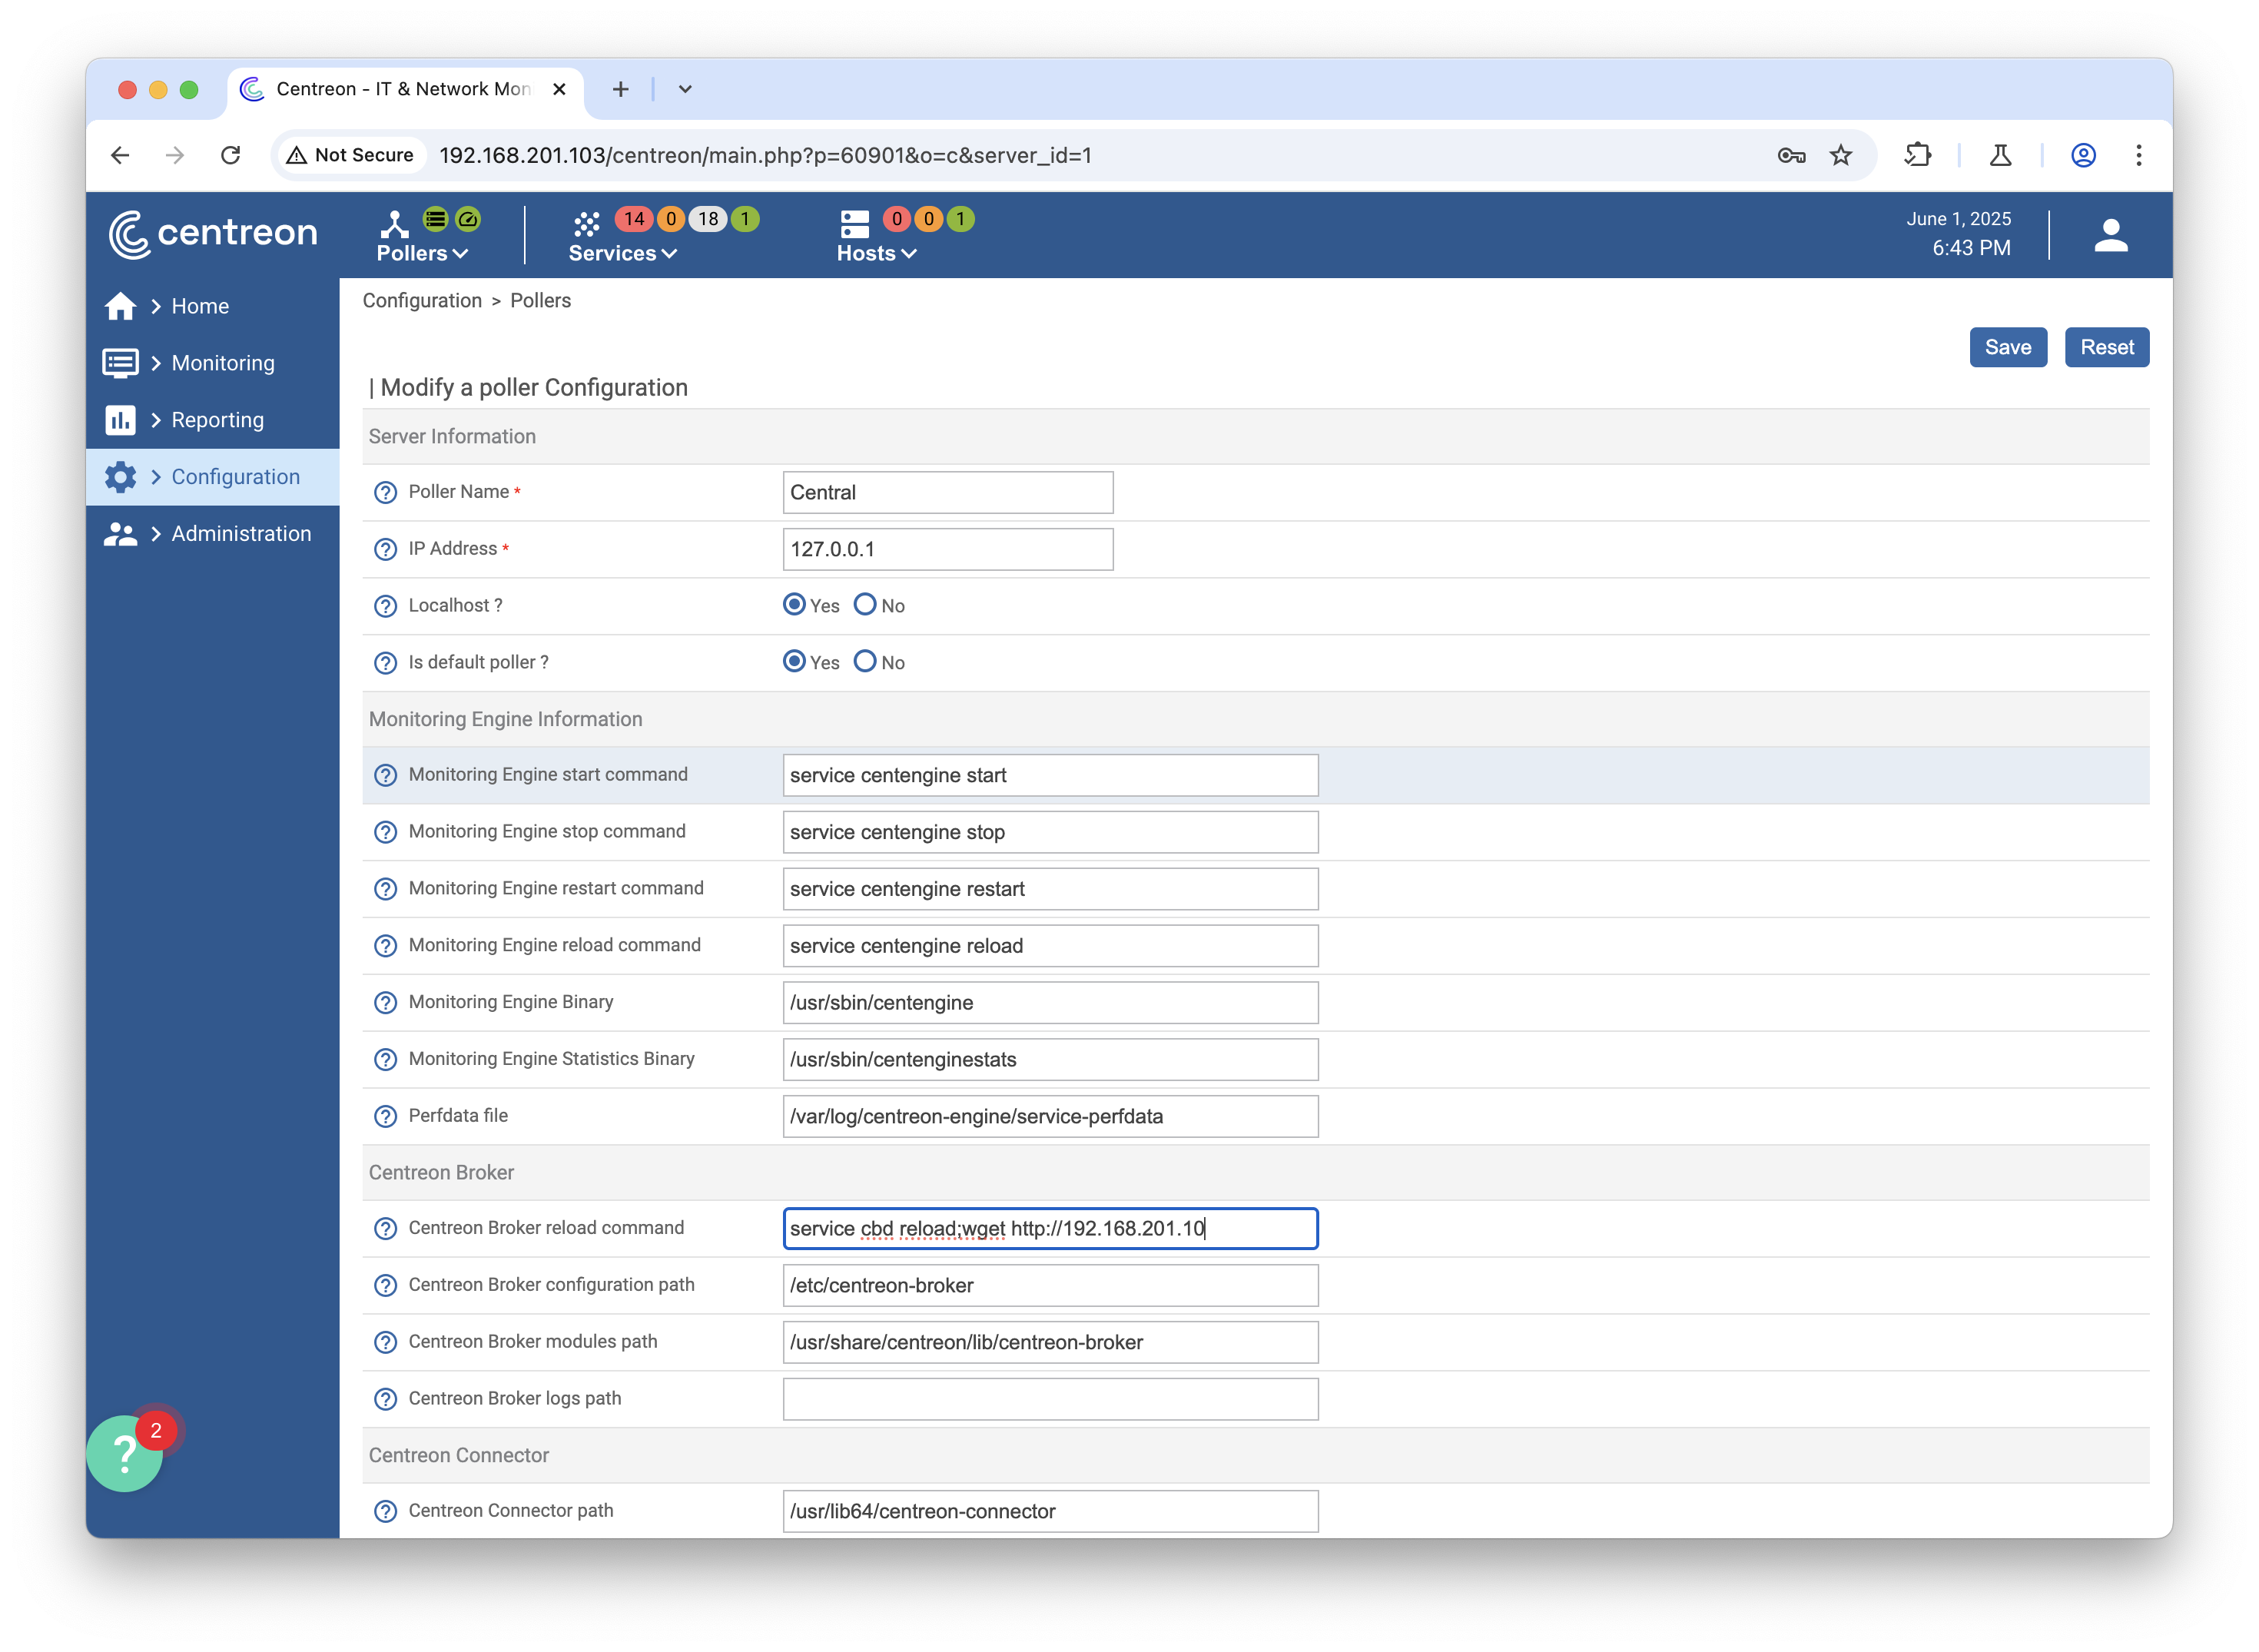 Centreon - IT & Network Mon
Not Secure 192.168.201.103/centreon/main.php?p=60901&o=c&server_id=1
centreon
Pollers
14 0 18 1
Services
0 0 1
Hosts
June 1, 2025
6:43 PM
Home
Monitoring
Reporting
Configuration
Administration
? 2
Configuration > Pollers
Save Reset
| Modify a poller Configuration
Server Information
? Poller Name * Central
? IP Address * 127.0.0.1
? Localhost ? Yes No
? Is default poller ? Yes No
Monitoring Engine Information
? Monitoring Engine start command service centengine start
? Monitoring Engine stop command service centengine stop
? Monitoring Engine restart command service centengine restart
? Monitoring Engine reload command service centengine reload
? Monitoring Engine Binary /usr/sbin/centengine
? Monitoring Engine Statistics Binary /usr/sbin/centenginestats
? Perfdata file /var/log/centreon-engine/service-perfdata
Centreon Broker
? Centreon Broker reload command service cbd reload;wget http://192.168.201.10
? Centreon Broker configuration path /etc/centreon-broker
? Centreon Broker modules path /usr/share/centreon/lib/centreon-broker
? Centreon Broker logs path
Centreon Connector
? Centreon Connector path /usr/lib64/centreon-connector